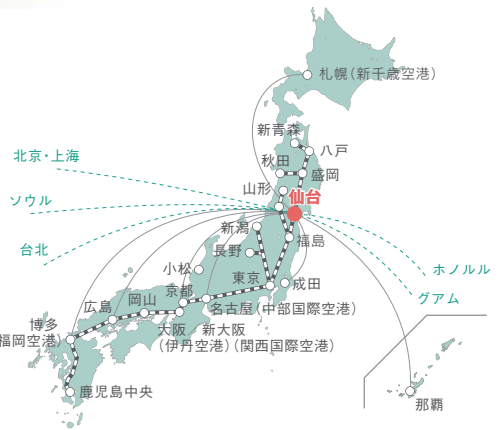 札幌（新千歳空港）
新青森
八戸
北京・上海
秋田
盛岡
山形
仙台
ソウル
新潟
福島
台北
長野
小松
東京
成田
ホノルル
京都
グアム
岡山
広島
名古屋（中部国際空港）
博多
福岡空港）
大阪 新大阪
（伊丹空港）（関西国際空港）
鹿児島中央
那覇